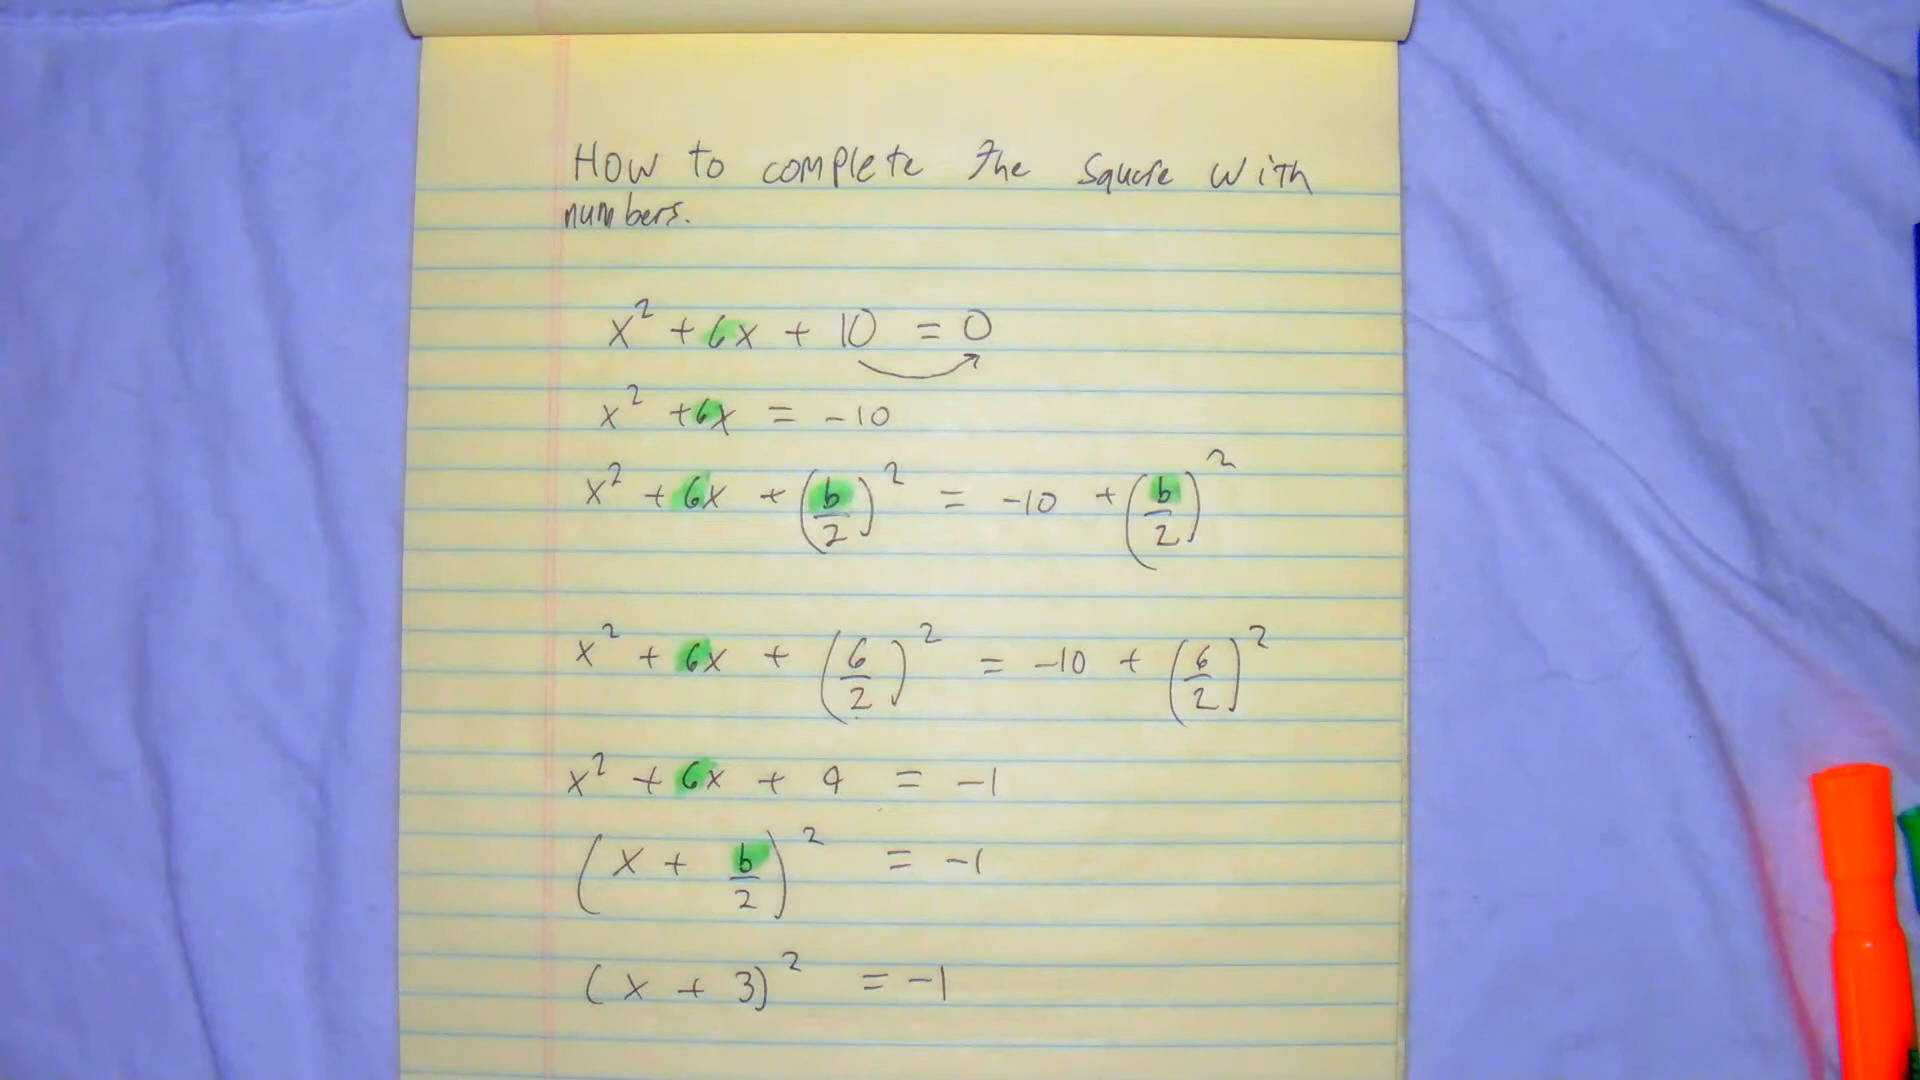 How to complete the square with
numbers.
x² + 6x + 10 = 0
x² + 6x = -10
x² + 6x + (b/2)² = -10 + (b/2)²
x² + 6x + (6/2)² = -10 + (6/2)²
x² + 6x + 9 = -1
(x + b/2)² = -1
(x + 3)² = -1